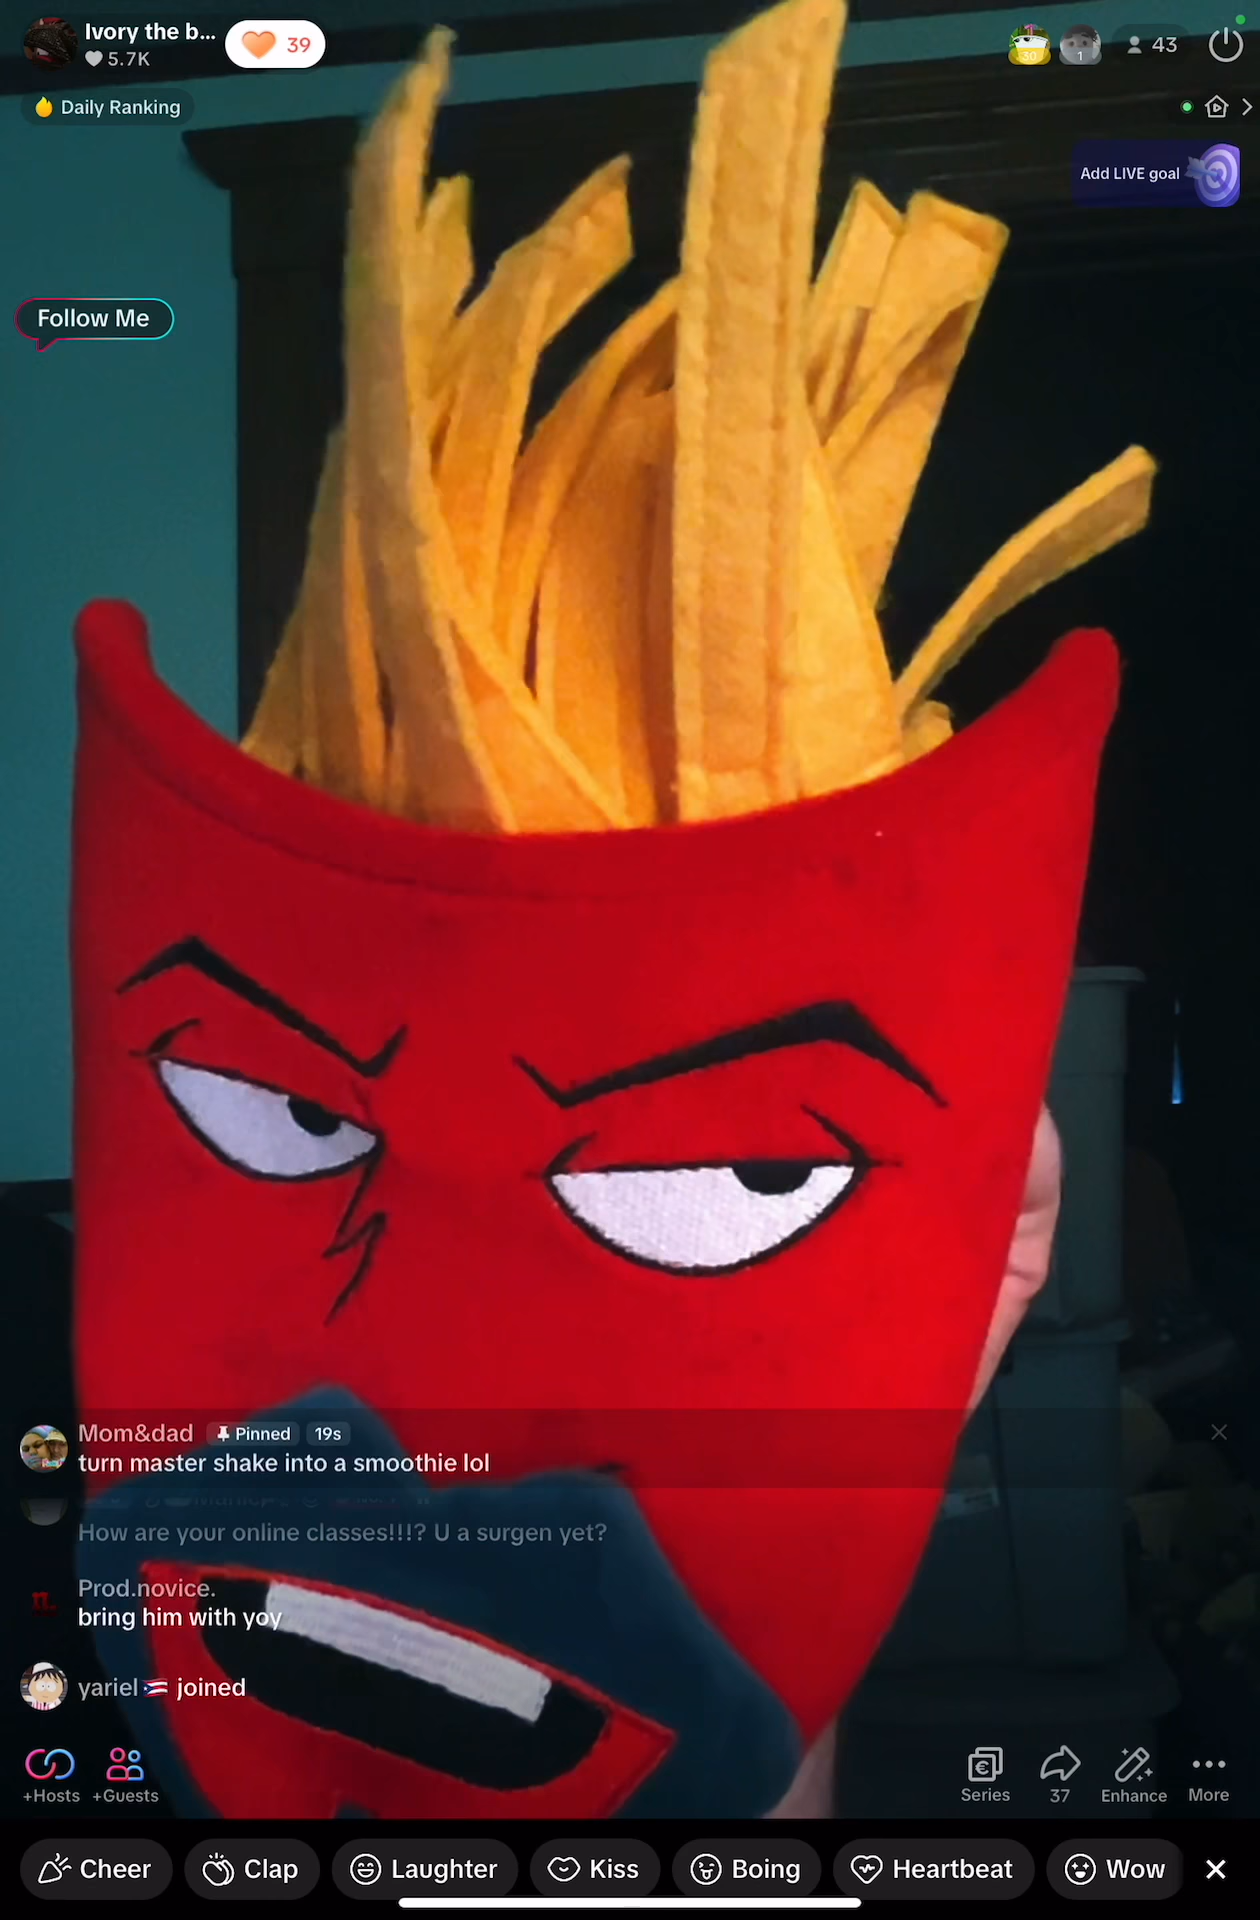 Ivory the b...
5.7K
39
30
1
43
Daily Ranking
Add LIVE goal
Follow Me
Mom&dad Pinned 19s
turn master shake into a smoothie lol
How are your online classes!!!? U a surgen yet?
Prod.novice.
bring him with yoy
yariel joined
+Hosts +Guests
Series 37 Enhance More
Cheer Clap Laughter Kiss Boing Heartbeat Wow